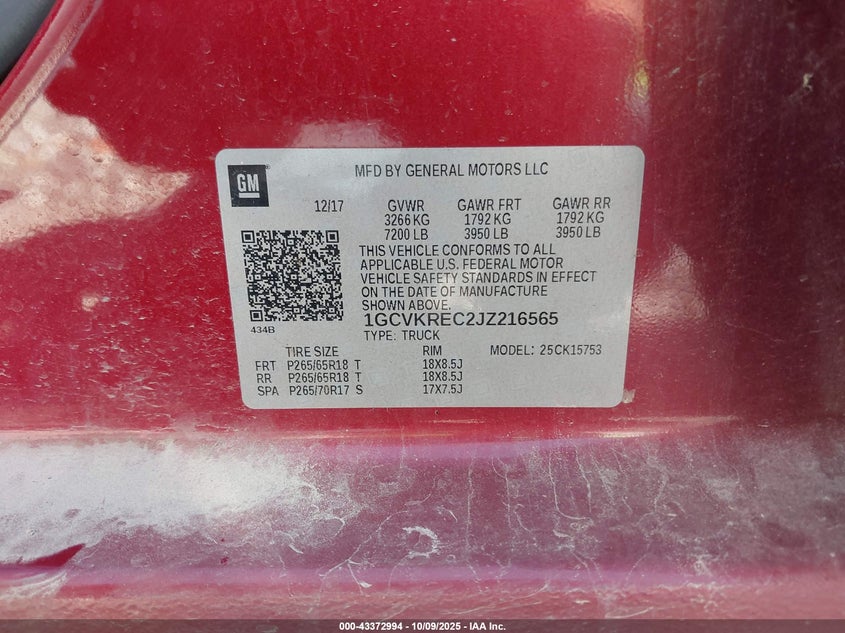 GM
MFD BY GENERAL MOTORS LLC
12/17 GVWR GAWR FRT GAWR RR
3266 KG 1792 KG 1792 KG
7200 LB 3950 LB 3950 LB
THIS VEHICLE CONFORMS TO ALL
APPLICABLE U.S. FEDERAL MOTOR
VEHICLE SAFETY STANDARDS IN EFFECT
ON THE DATE OF MANUFACTURE
SHOWN ABOVE.
434B
1GCVKREC2JZ216565
TYPE: TRUCK
TIRE SIZE RIM MODEL: 25CK15753
FRT P265/65R18 T 18X8.5J
RR P265/65R18 T 18X8.5J
SPA P265/70R17 S 17X7.5J
000-43372994 - 10/09/2025 - IAA Inc.